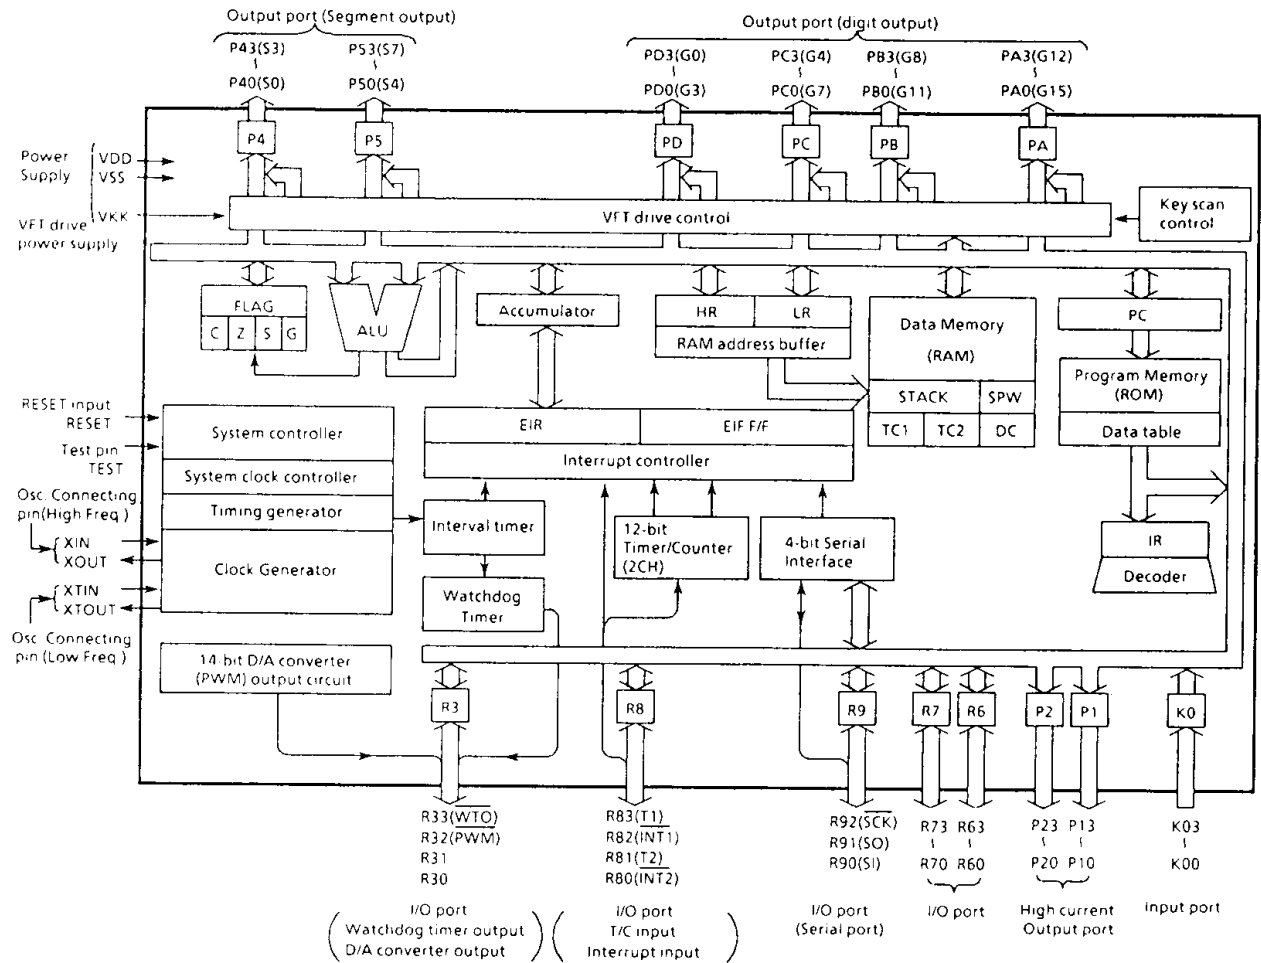 Output port (Segment output)
Output port (digit output)
P43(S3)
P53(S7)
PD3(G0)
PC3(G4)
PB3(G8)
PA3(G12)
~
~
~
~
~
~
P40(S0)
P50(S4)
PD0(G3)
PC0(G7)
PB0(G11)
PA0(G15)
P4
P5
PD
PC
PB
PA
Power
Supply
VDD
VSS
VKK
VFT drive
power supply
VFT drive control
Key scan
control
FLAG
C Z S G
ALU
Accumulator
HR
LR
RAM address buffer
Data Memory
(RAM)
STACK
SPW
TC1
TC2
DC
PC
Program Memory
(ROM)
Data table
IR
Decoder
RESET input
RESET
Test pin
TEST
Osc. Connecting
pin(High Freq.)
XIN
XOUT
XTIN
XTOUT
Osc. Connecting
pin (Low Freq.)
System controller
System clock controller
Timing generator
Clock Generator
EIR
EIF F/F
Interrupt controller
Interval timer
Watchdog
Timer
12-bit
Timer/Counter
(2CH)
4-bit Serial
Interface
14-bit D/A converter
(PWM) output circuit
R3
R8
R9
R7
R6
P2
P1
K0
R33(WTO)
R32(PWM)
R31
R30
R83(T1)
R82(INT1)
R81(T2)
R80(INT2)
R92(SCK)
R91(SO)
R90(SI)
R73
~
R70
R63
~
R60
P23
~
P20
P13
~
P10
K03
~
K00
I/O port
Watchdog timer output
D/A converter output
I/O port
T/C input
Interrupt input
I/O port
(Serial port)
I/O port
High current
Output port
Input port